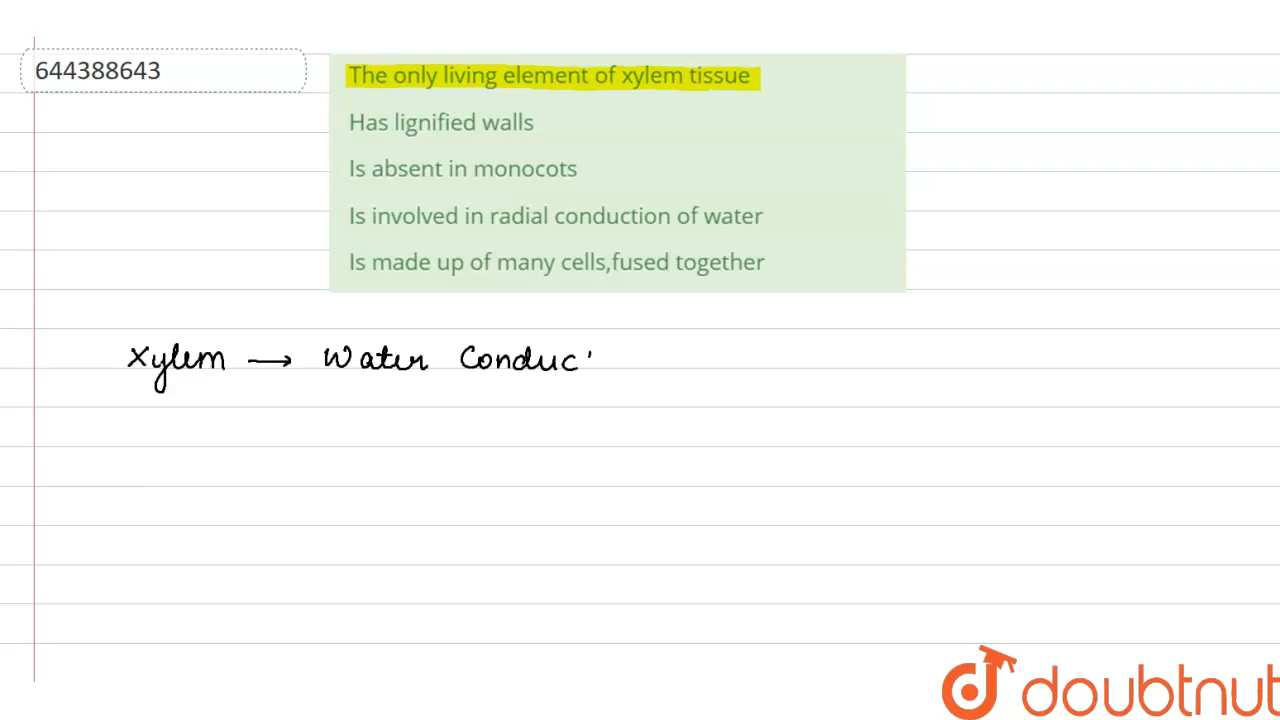 644388643
The only living element of xylem tissue
Has lignified walls
Is absent in monocots
Is involved in radial conduction of water
Is made up of many cells,fused together
Xylem → Water Conduc
doubtnut